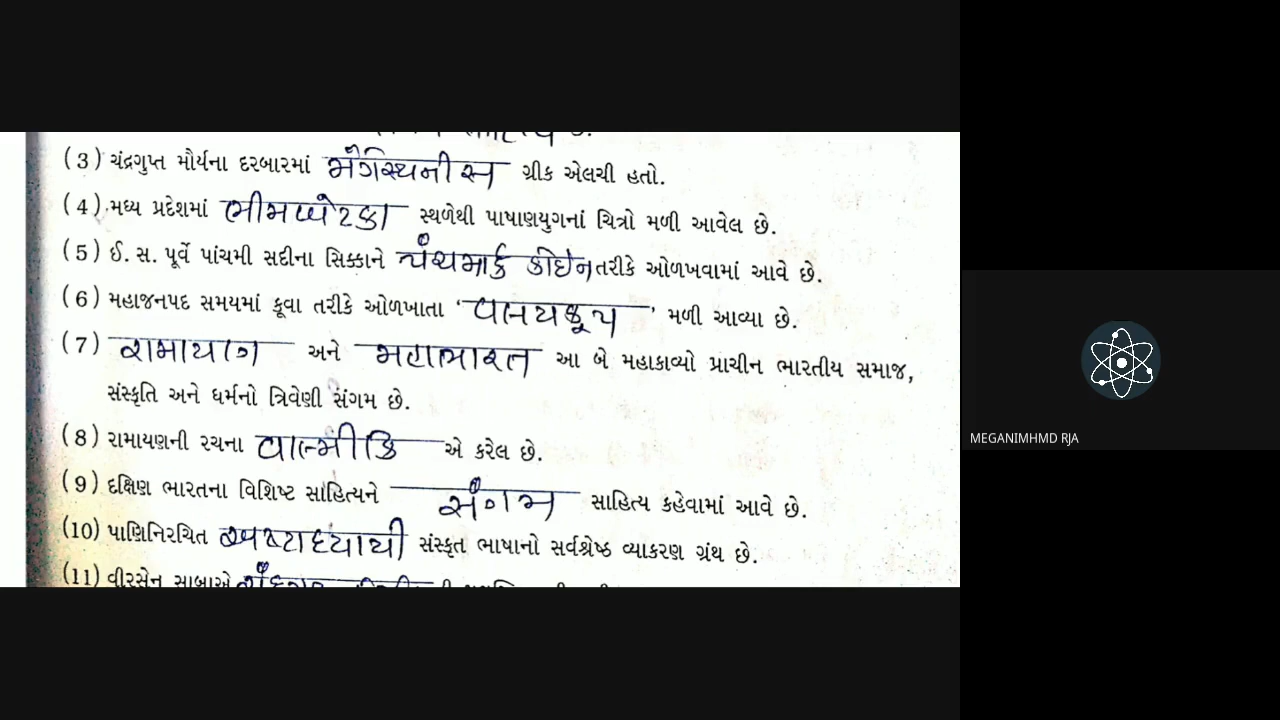 (3) ચંદ્રગુપ્ત મૌર્યના દરબારમાં મૅગેસ્થિનીસ ગ્રીક એલચી હતો.
(4) મધ્ય પ્રદેશમાં ભીમબેટકા સ્થળેથી પાષાણયુગનાં ચિત્રો મળી આવેલ છે.
(5) ઈ. સ. પૂર્વે પાંચમી સદીના સિક્કાને પંચમાર્ક કોઈન તરીકે ઓળખવામાં આવે છે.
(6) મહાજનપદ સમયમાં કૂવા તરીકે ઓળખાતા ‘વલયકૂપ’ મળી આવ્યા છે.
(7) રામાયણ અને મહાભારત આ બે મહાકાવ્યો પ્રાચીન ભારતીય સમાજ,
સંસ્કૃતિ અને ધર્મનો ત્રિવેણી સંગમ છે.
(8) રામાયણની રચના વાલ્મીકિ એ કરેલ છે.
(9) દક્ષિણ ભારતના વિશિષ્ટ સાહિત્યને સંગમ સાહિત્ય કહેવામાં આવે છે.
(10) પાણિનિરચિત અષ્ટાધ્યાયી સંસ્કૃત ભાષાનો સર્વશ્રેષ્ઠ વ્યાકરણ ગ્રંથ છે.
(11) વીરસેન સાબાએ
MEGANIMHMD RJA